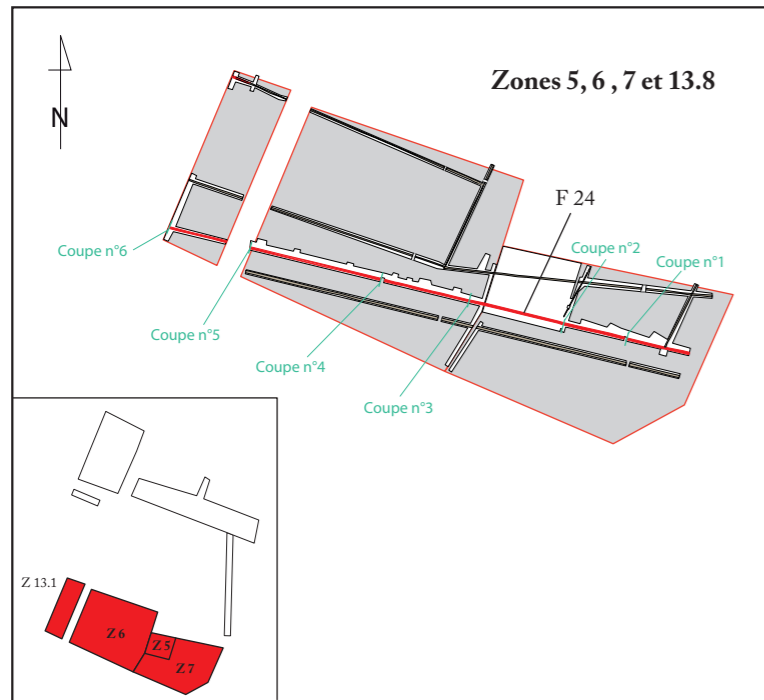 Zones 5, 6 , 7 et 13.8
N
F 24
Coupe n°6
Coupe n°2
Coupe n°1
Coupe n°5
Coupe n°4
Coupe n°3
Z 13.1
Z 6
Z 5
Z 7